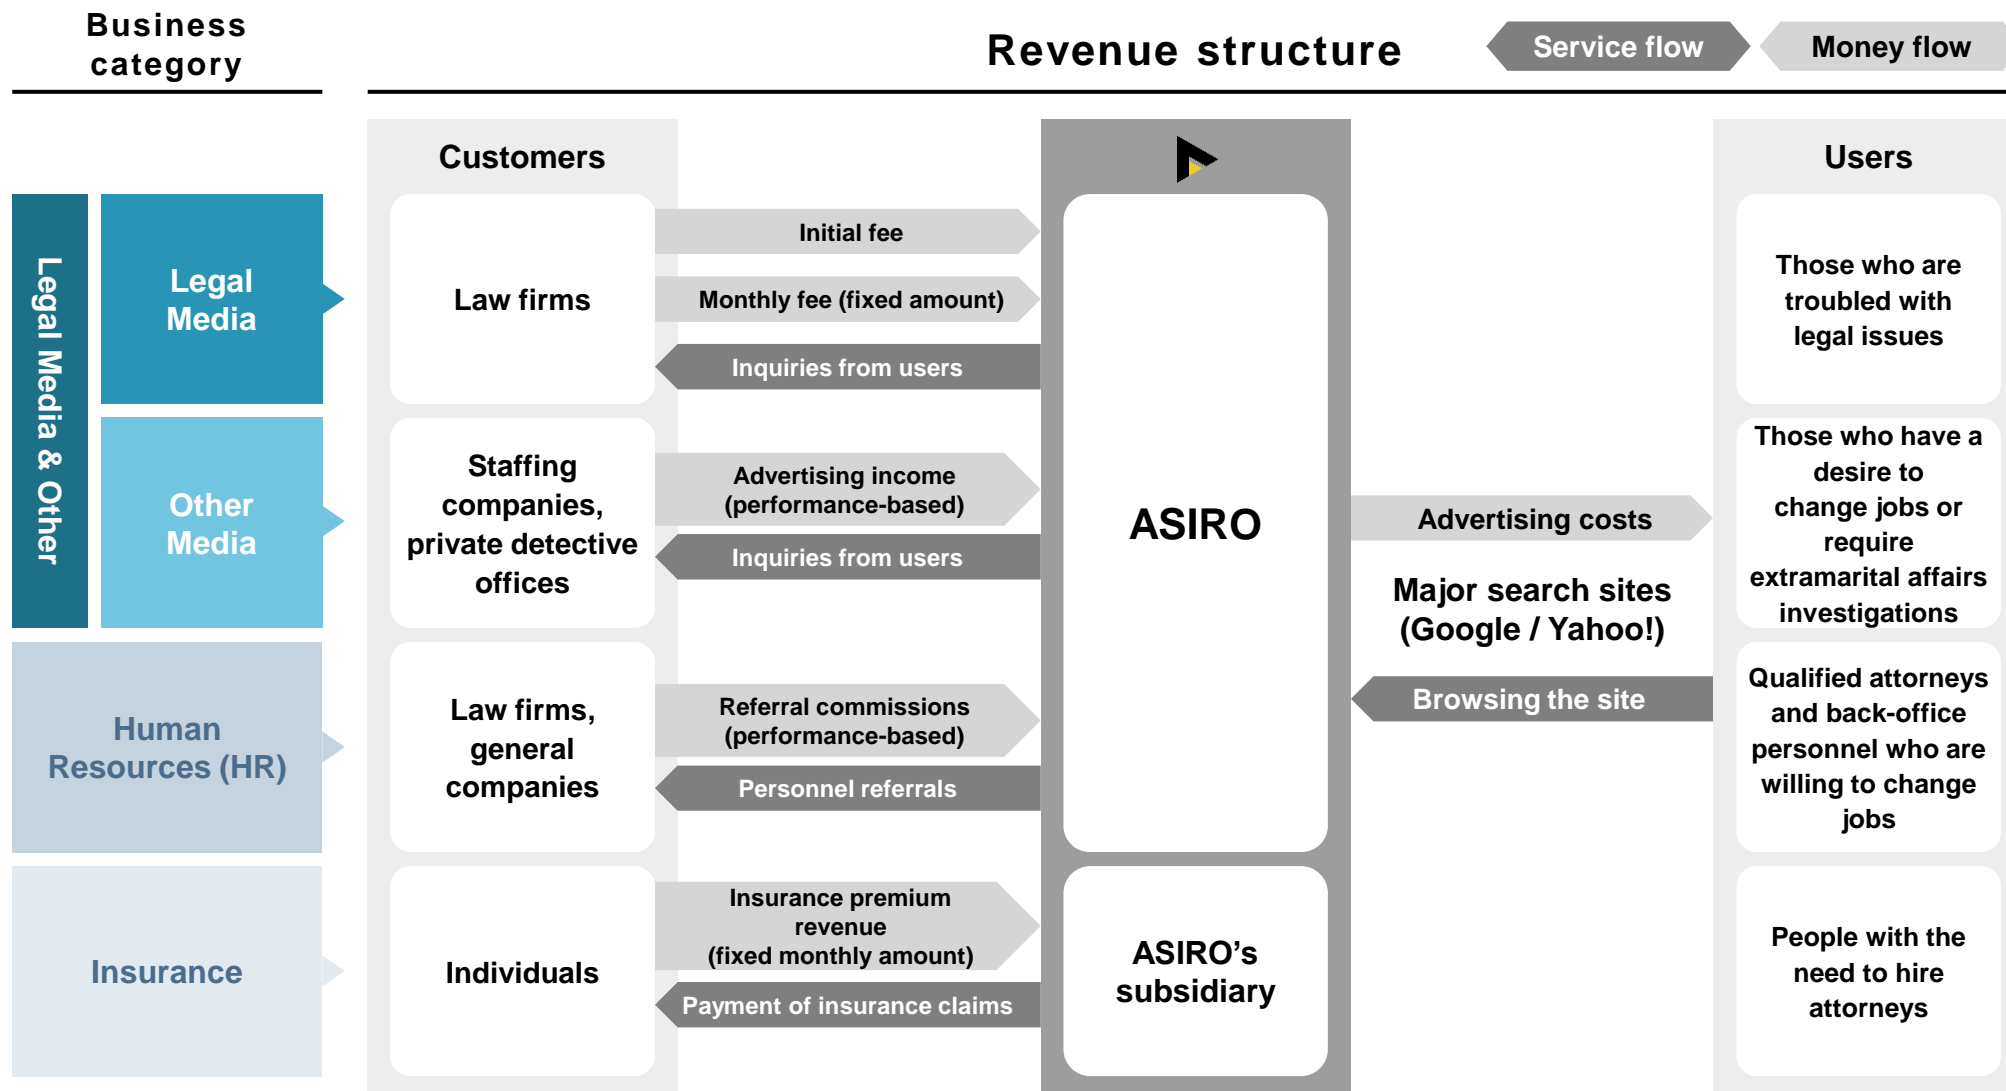 Business
category
Revenue structure
Service flow
Money flow
Customers
Users
Legal Media & Other
Legal
Media
Law firms
Initial fee
Monthly fee (fixed amount)
Inquiries from users
Those who are
troubled with
legal issues
Other
Media
Staffing
companies,
private detective
offices
Advertising income
(performance-based)
Inquiries from users
ASIRO
Advertising costs
Major search sites
(Google / Yahoo!)
Browsing the site
Those who have a
desire to
change jobs or
require
extramarital affairs
investigations
Human
Resources (HR)
Law firms,
general
companies
Referral commissions
(performance-based)
Personnel referrals
Qualified attorneys
and back-office
personnel who are
willing to change
jobs
Insurance
Individuals
Insurance premium
revenue
(fixed monthly amount)
Payment of insurance claims
ASIRO’s
subsidiary
People with the
need to hire
attorneys